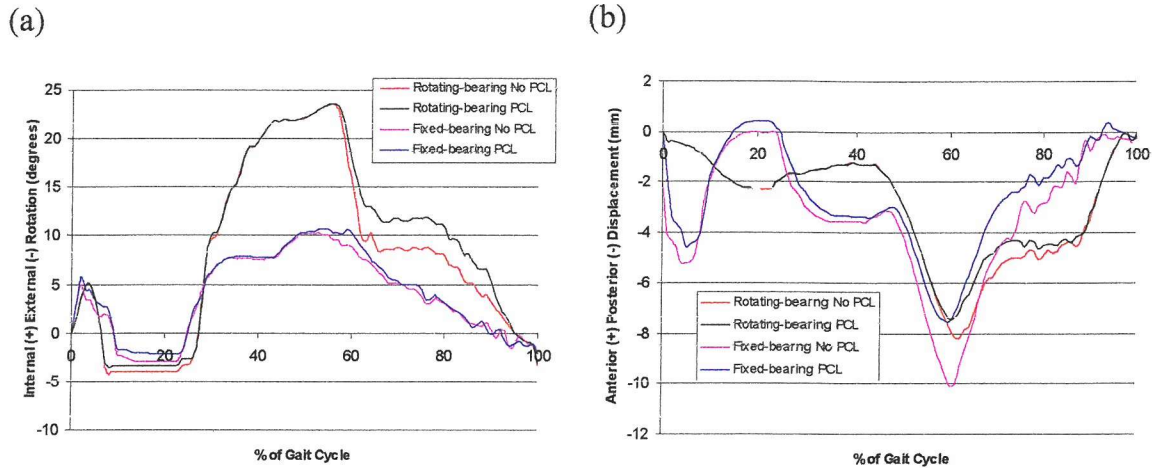 (a)
(b)
Internal (+) External (-) Rotation (degrees)
25
20
15
10
5
0
-5
-10
0
20
40
60
80
100
% of Gait Cycle
Rotating-bearing No PCL
Rotating-bearing PCL
Fixed-bearing No PCL
Fixed-bearing PCL
Anterior (+) Posterior (-) Displacement (mm)
2
0
-2
-4
-6
-8
-10
-12
0
20
40
60
80
100
% of Gait Cycle
Rotating-bearng No PCL
Rotating-bearing PCL
Fixed-bearing No PCL
Fixed-bearing PCL